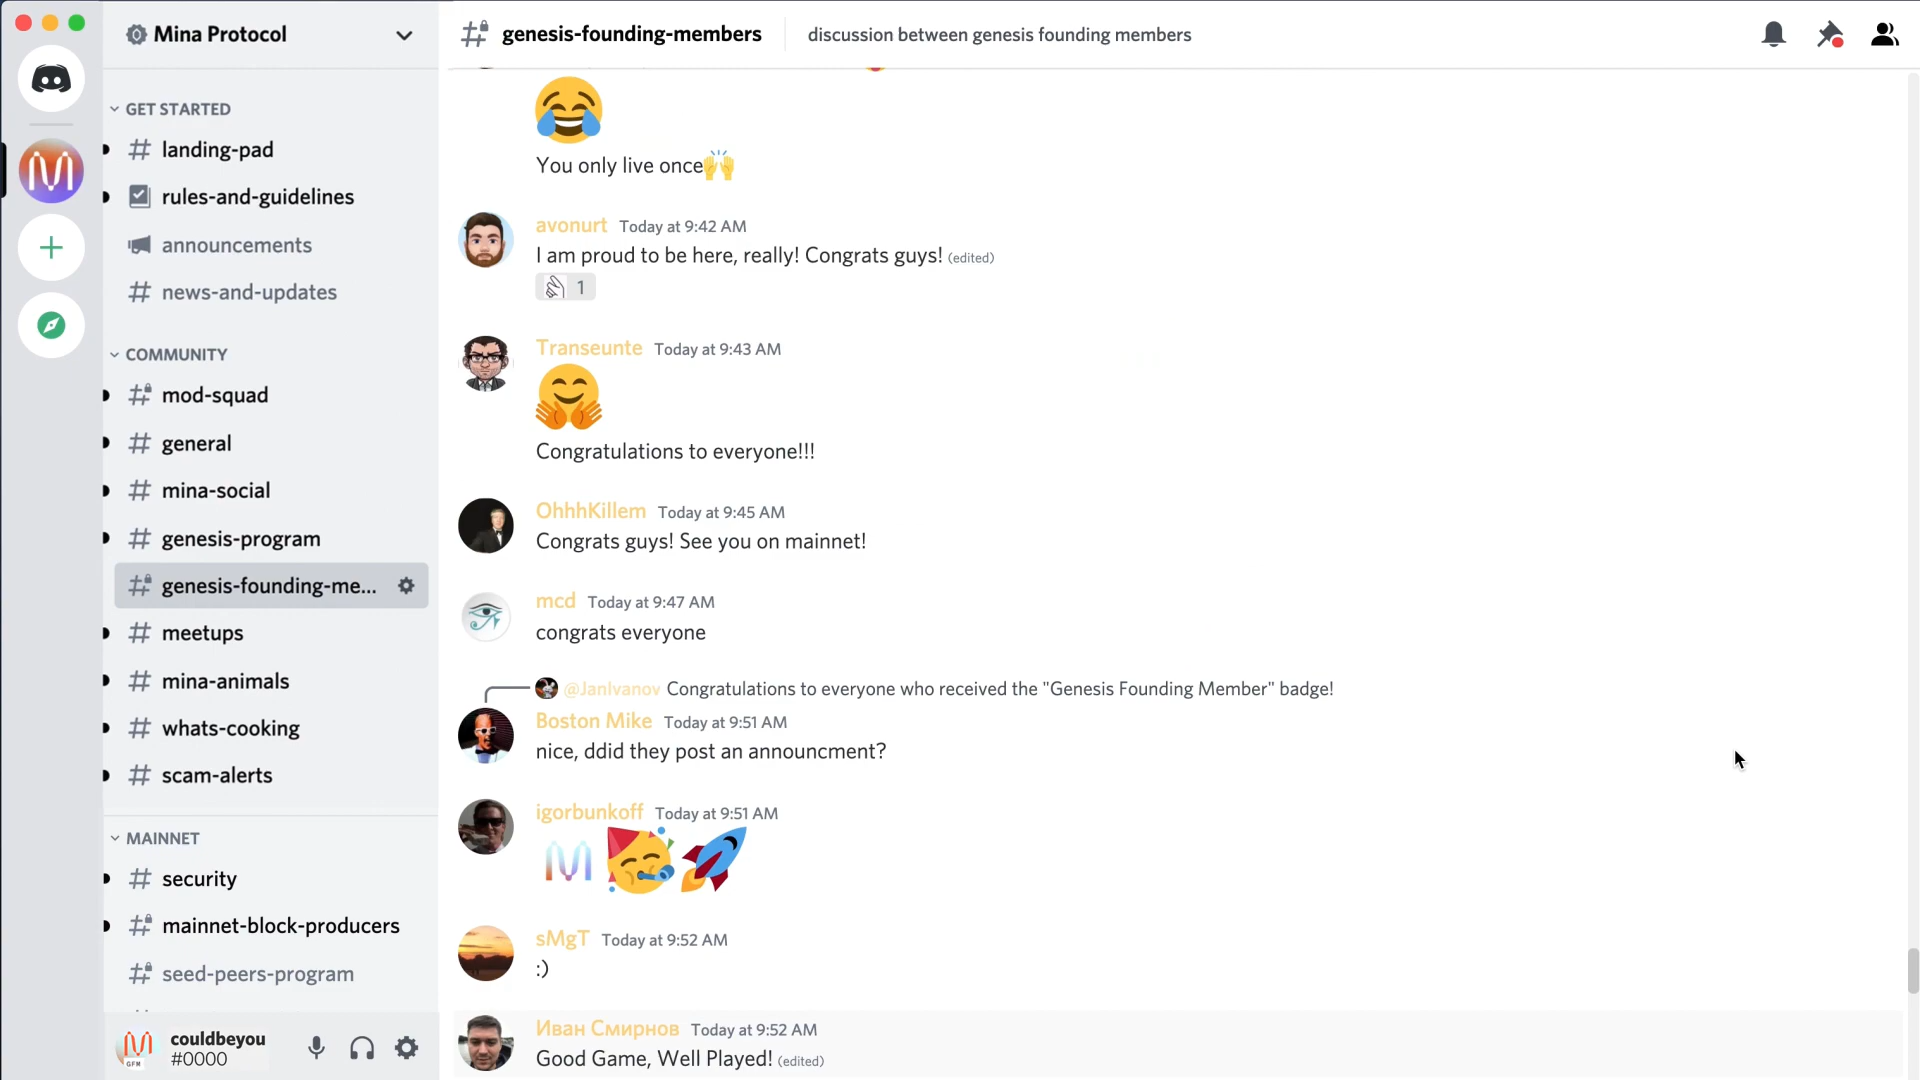 Mina Protocol
GET STARTED
landing-pad
rules-and-guidelines
announcements
news-and-updates
COMMUNITY
mod-squad
general
mina-social
genesis-program
genesis-founding-me...
meetups
mina-animals
whats-cooking
scam-alerts
MAINNET
security
mainnet-block-producers
seed-peers-program
couldbeyou
#0000
GFM
genesis-founding-members
discussion between genesis founding members
You only live once
avonurt Today at 9:42 AM
I am proud to be here, really! Congrats guys! (edited)
1
Transeunte Today at 9:43 AM
Congratulations to everyone!!!
OhhhKillem Today at 9:45 AM
Congrats guys! See you on mainnet!
mcd Today at 9:47 AM
congrats everyone
@JanIvanov Congratulations to everyone who received the "Genesis Founding Member" badge!
Boston Mike Today at 9:51 AM
nice, ddid they post an announcment?
igorbunkoff Today at 9:51 AM
sMgT Today at 9:52 AM
:)
Иван Смирнов Today at 9:52 AM
Good Game, Well Played! (edited)